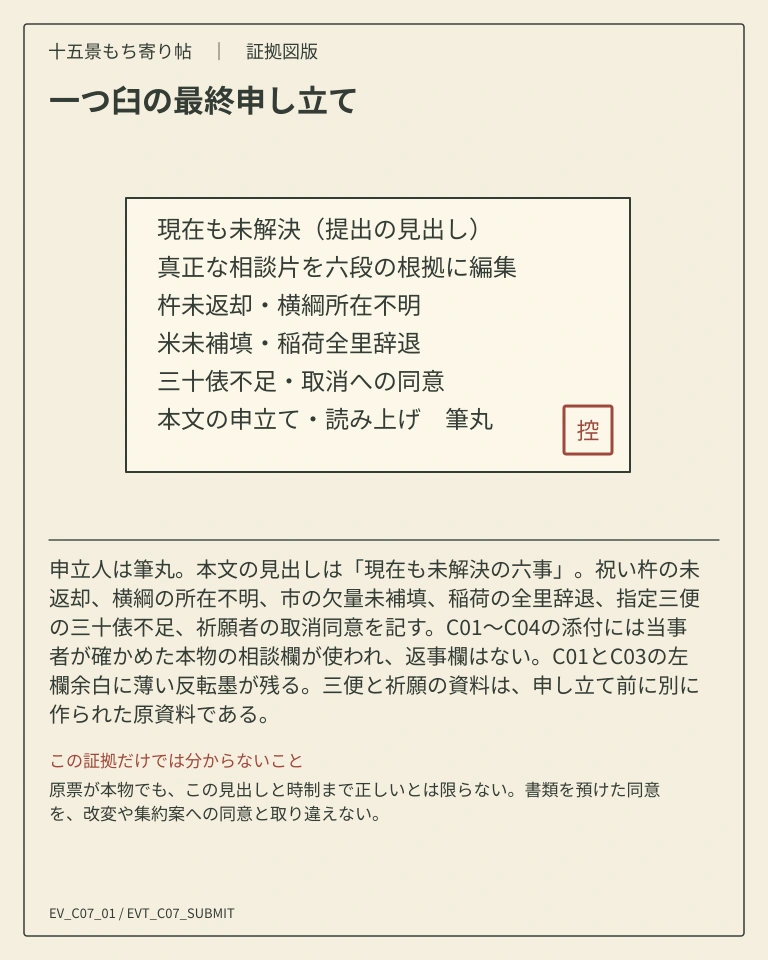 十五景もち寄り帖　｜　証拠図版
一つ臼の最終申し立て
現在も未解決（提出の見出し）
真正な相談片を六段の根拠に編集
杵未返却・横綱所在不明
米未補填・稲荷全里辞退
三十俵不足・取消への同意
本文の申立て・読み上げ　筆丸
控
申立人は筆丸。本文の見出しは「現在も未解決の六事」。祝い杵の未
返却、横綱の所在不明、市の欠量未補填、稲荷の全里辞退、指定三便
の三十俵不足、祈願者の取消同意を記す。C01〜C04の添付には当事
者が確かめた本物の相談欄が使われ、返事欄はない。C01とC03の左
欄余白に薄い反転墨が残る。三便と祈願の資料は、申し立て前に別に
作られた原資料である。
この証拠だけでは分からないこと
原票が本物でも、この見出しと時制まで正しいとは限らない。書類を預けた同意
を、改変や集約案への同意と取り違えない。
EV_C07_01 / EVT_C07_SUBMIT